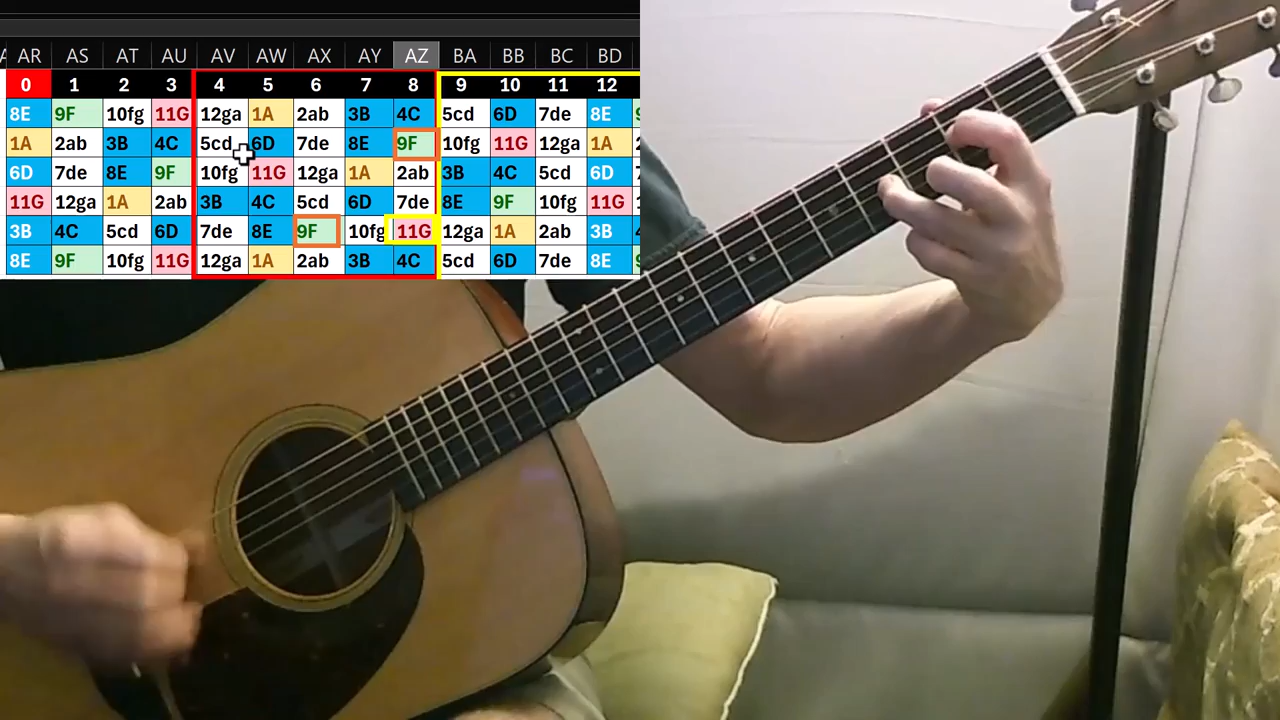 AR AS AT AU AV AW AX AY AZ BA BB BC BD
0 1 2 3 4 5 6 7 8 9 10 11 12
8E 9F 10fg 11G 12ga 1A 2ab 3B 4C 5cd 6D 7de 8E
1A 2ab 3B 4C 5cd 6D 7de 8E 9F 10fg 11G 12ga 1A
6D 7de 8E 9F 10fg 11G 12ga 1A 2ab 3B 4C 5cd 6D
11G 12ga 1A 2ab 3B 4C 5cd 6D 7de 8E 9F 10fg 11G
3B 4C 5cd 6D 7de 8E 9F 10fg 11G 12ga 1A 2ab 3B
8E 9F 10fg 11G 12ga 1A 2ab 3B 4C 5cd 6D 7de 8E